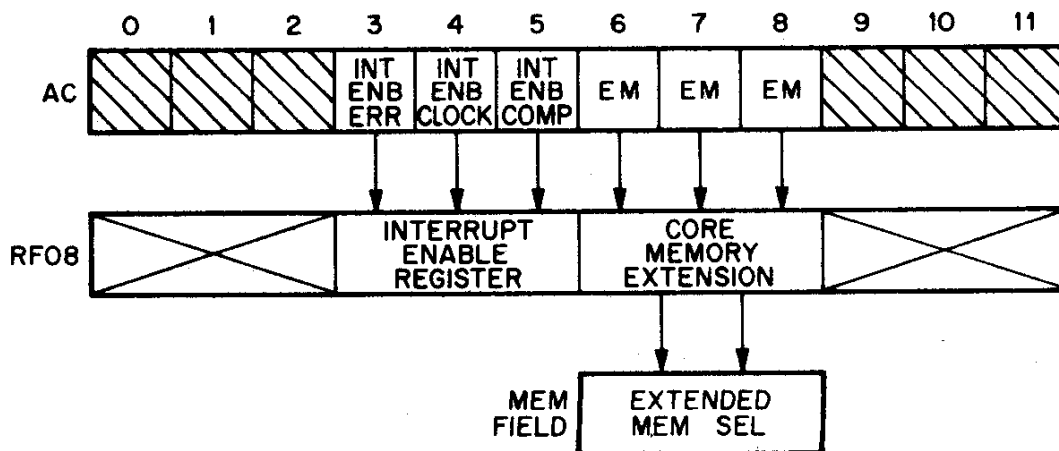 0 1 2 3 4 5 6 7 8 9 10 11
AC
INT ENB ERR
INT ENB CLOCK
INT ENB COMP
EM
EM
EM
RF08
INTERRUPT
ENABLE
REGISTER
CORE
MEMORY
EXTENSION
MEM
FIELD
EXTENDED
MEM SEL